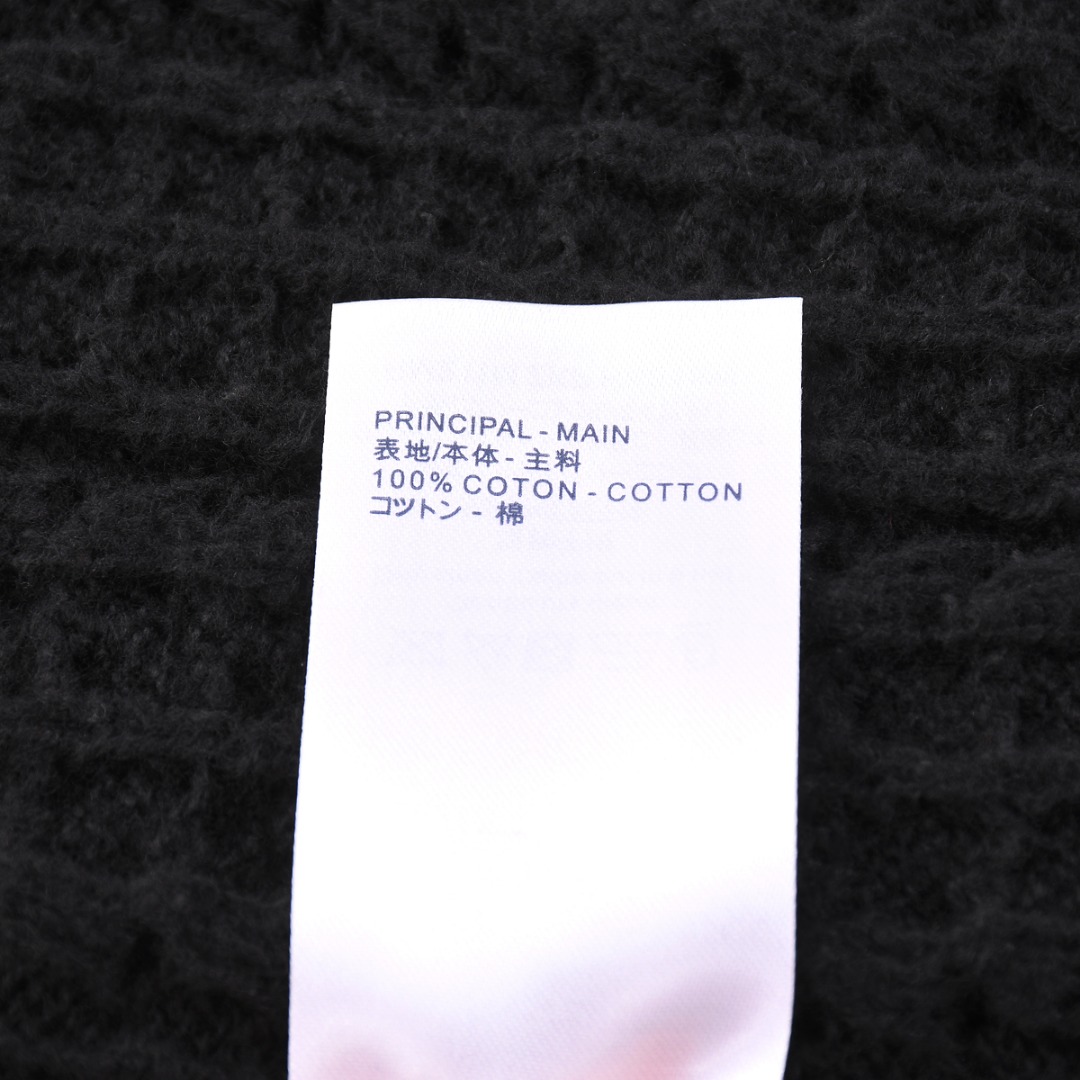 PRINCIPAL - MAIN
表地/本体 - 主料
100% COTON - COTTON
コットン - 棉